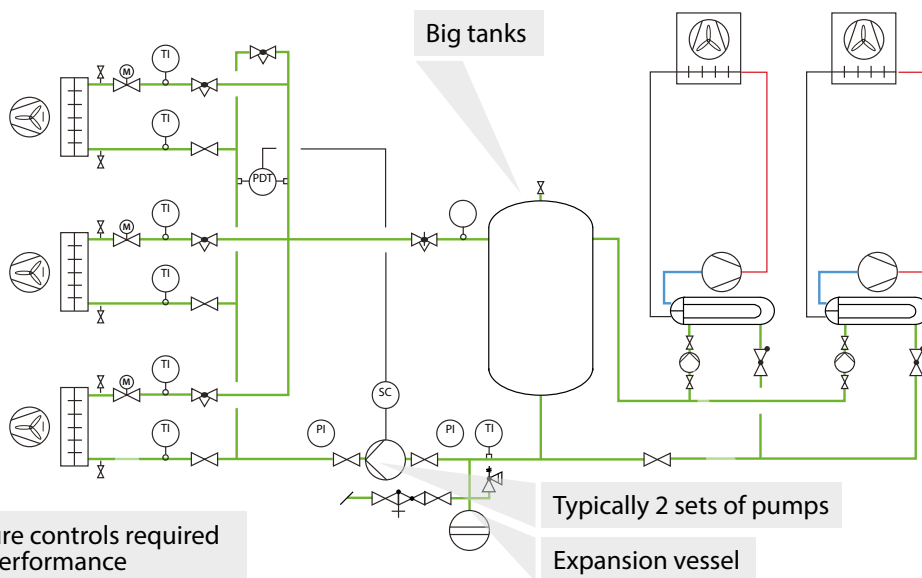 Big tanks
TI
M
TI
PDT
TI
M
TI
TI
M
SC
TI
PI
PI
TI
Typically 2 sets of pumps
Expansion vessel
ure controls required
erformance